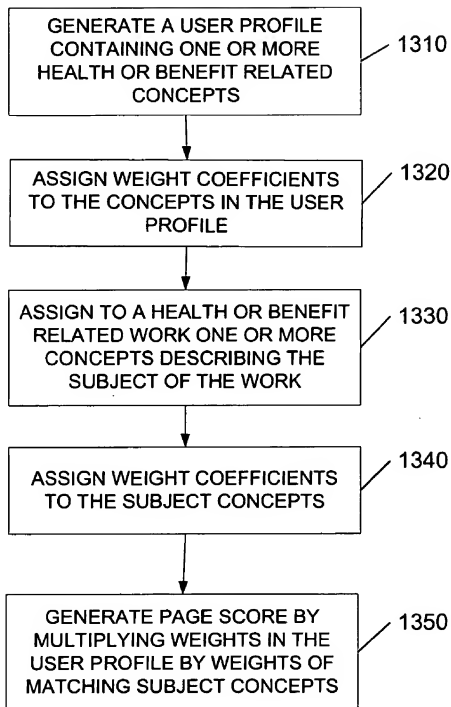 GENERATE A USER PROFILE
CONTAINING ONE OR MORE
HEALTH OR BENEFIT RELATED
CONCEPTS
1310
ASSIGN WEIGHT COEFFICIENTS
TO THE CONCEPTS IN THE USER
PROFILE
1320
ASSIGN TO A HEALTH OR BENEFIT
RELATED WORK ONE OR MORE
CONCEPTS DESCRIBING THE
SUBJECT OF THE WORK
1330
ASSIGN WEIGHT COEFFICIENTS
TO THE SUBJECT CONCEPTS
1340
GENERATE PAGE SCORE BY
MULTIPLYING WEIGHTS IN THE
USER PROFILE BY WEIGHTS OF
MATCHING SUBJECT CONCEPTS
1350